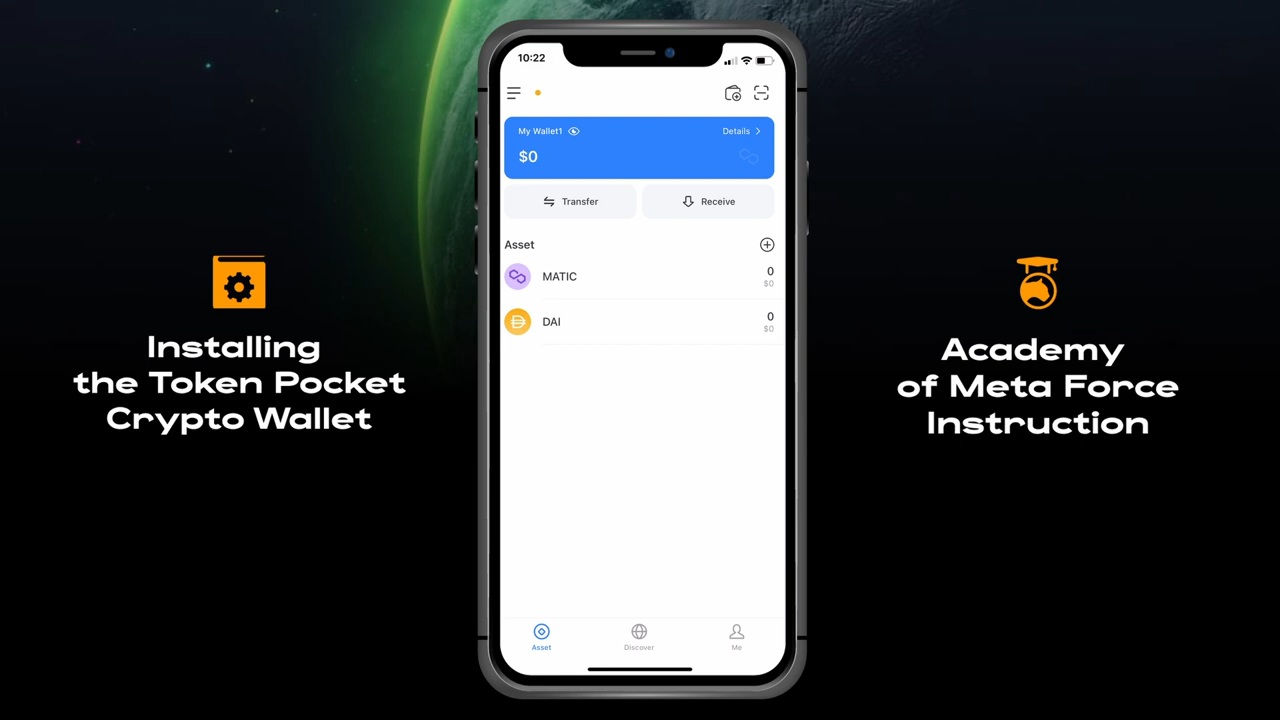 Installing
the Token Pocket
Crypto Wallet
10:22
My Wallet1
Details
$0
Transfer
Receive
Asset
MATIC
0
$0
DAI
0
$0
Asset
Discover
Me
Academy
of Meta Force
Instruction